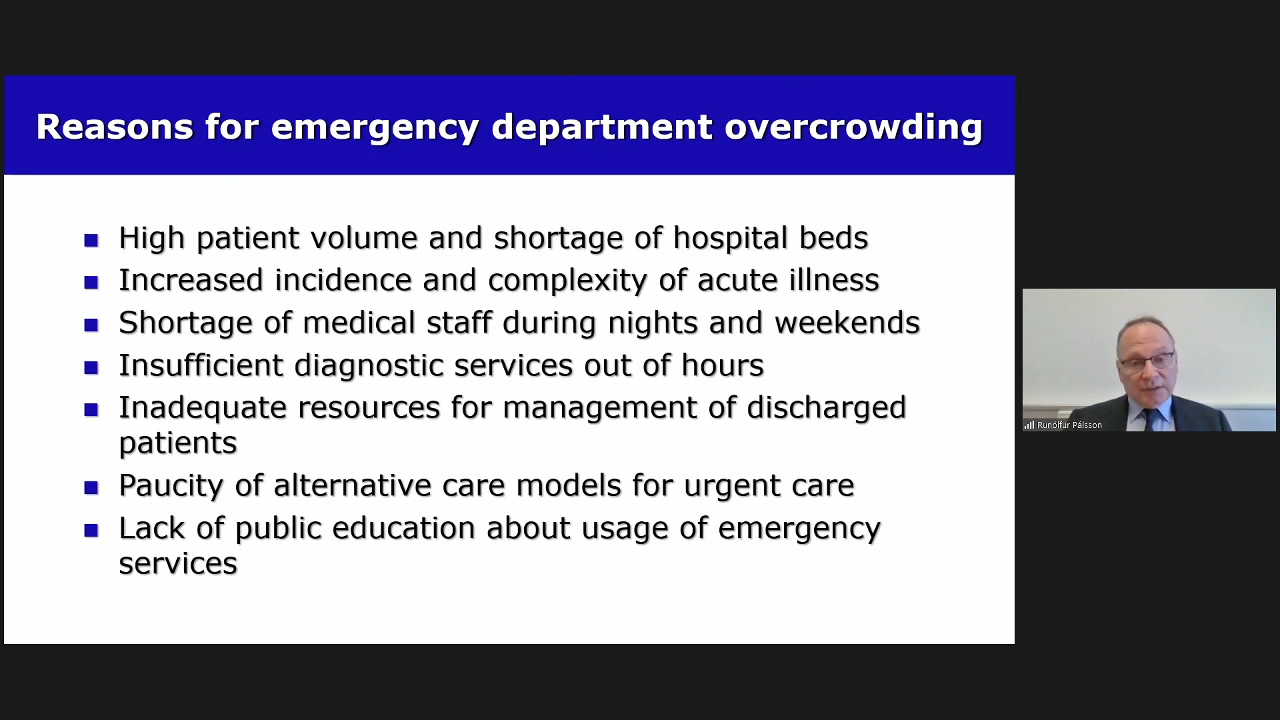 Reasons for emergency department overcrowding
High patient volume and shortage of hospital beds
Increased incidence and complexity of acute illness
Shortage of medical staff during nights and weekends
Insufficient diagnostic services out of hours
Inadequate resources for management of discharged
patients
Paucity of alternative care models for urgent care
Lack of public education about usage of emergency
services
Runólfur Pálsson